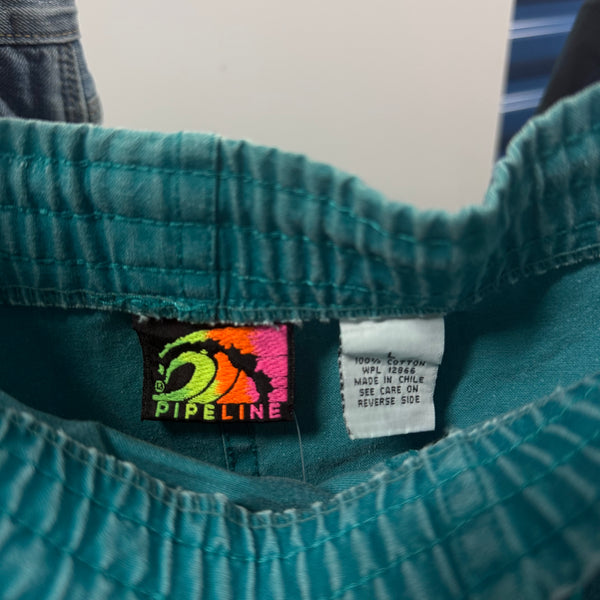 PIPELINE
L
100% COTTON
WPL 12866
MADE IN CHILE
SEE CARE ON
REVERSE SIDE